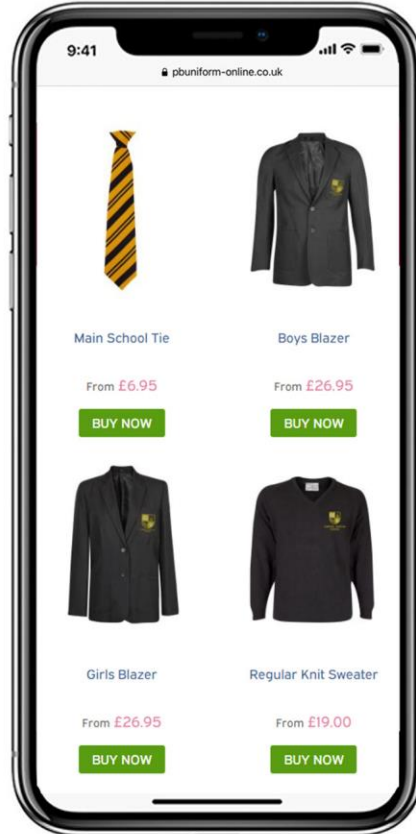 9:41
pbuniform-online.co.uk
Main School Tie
Boys Blazer
From £6.95
From £26.95
BUY NOW
BUY NOW
Girls Blazer
Regular Knit Sweater
From £26.95
From £19.00
BUY NOW
BUY NOW